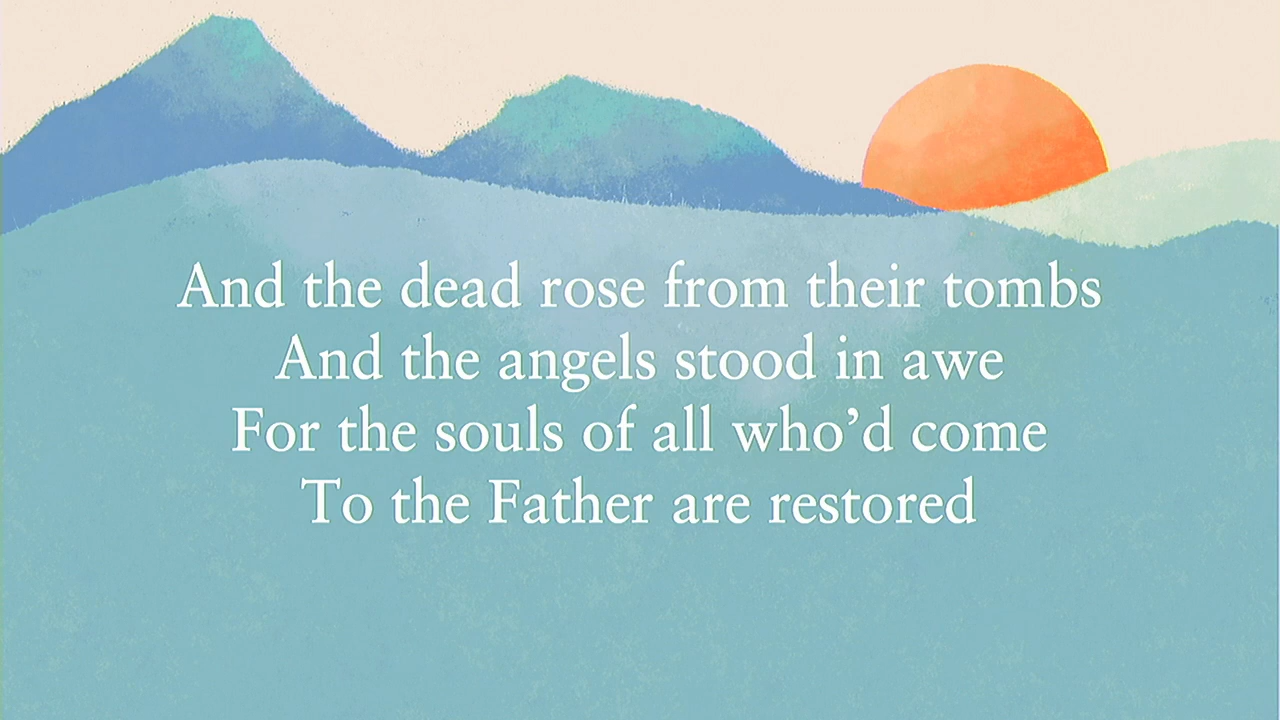 And the dead rose from their tombs
And the angels stood in awe
For the souls of all who’d come
To the Father are restored